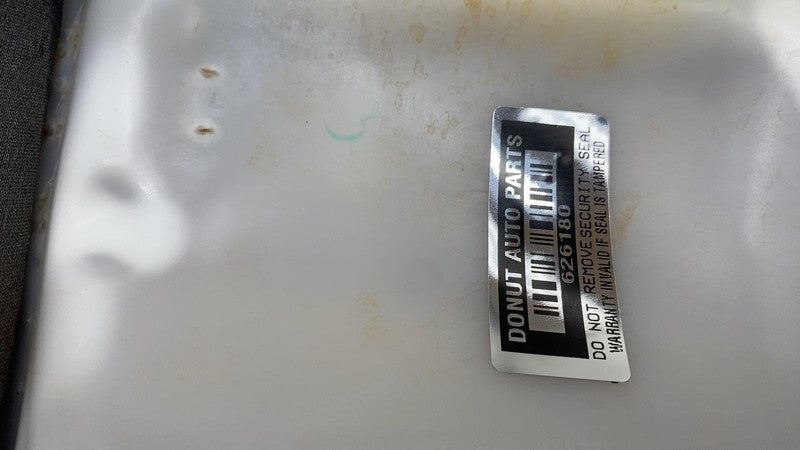 DONUT AUTO PARTS
626180
DO NOT REMOVE SECURITY SEAL
WARRANTY INVALID IF SEAL IS TAMPERED